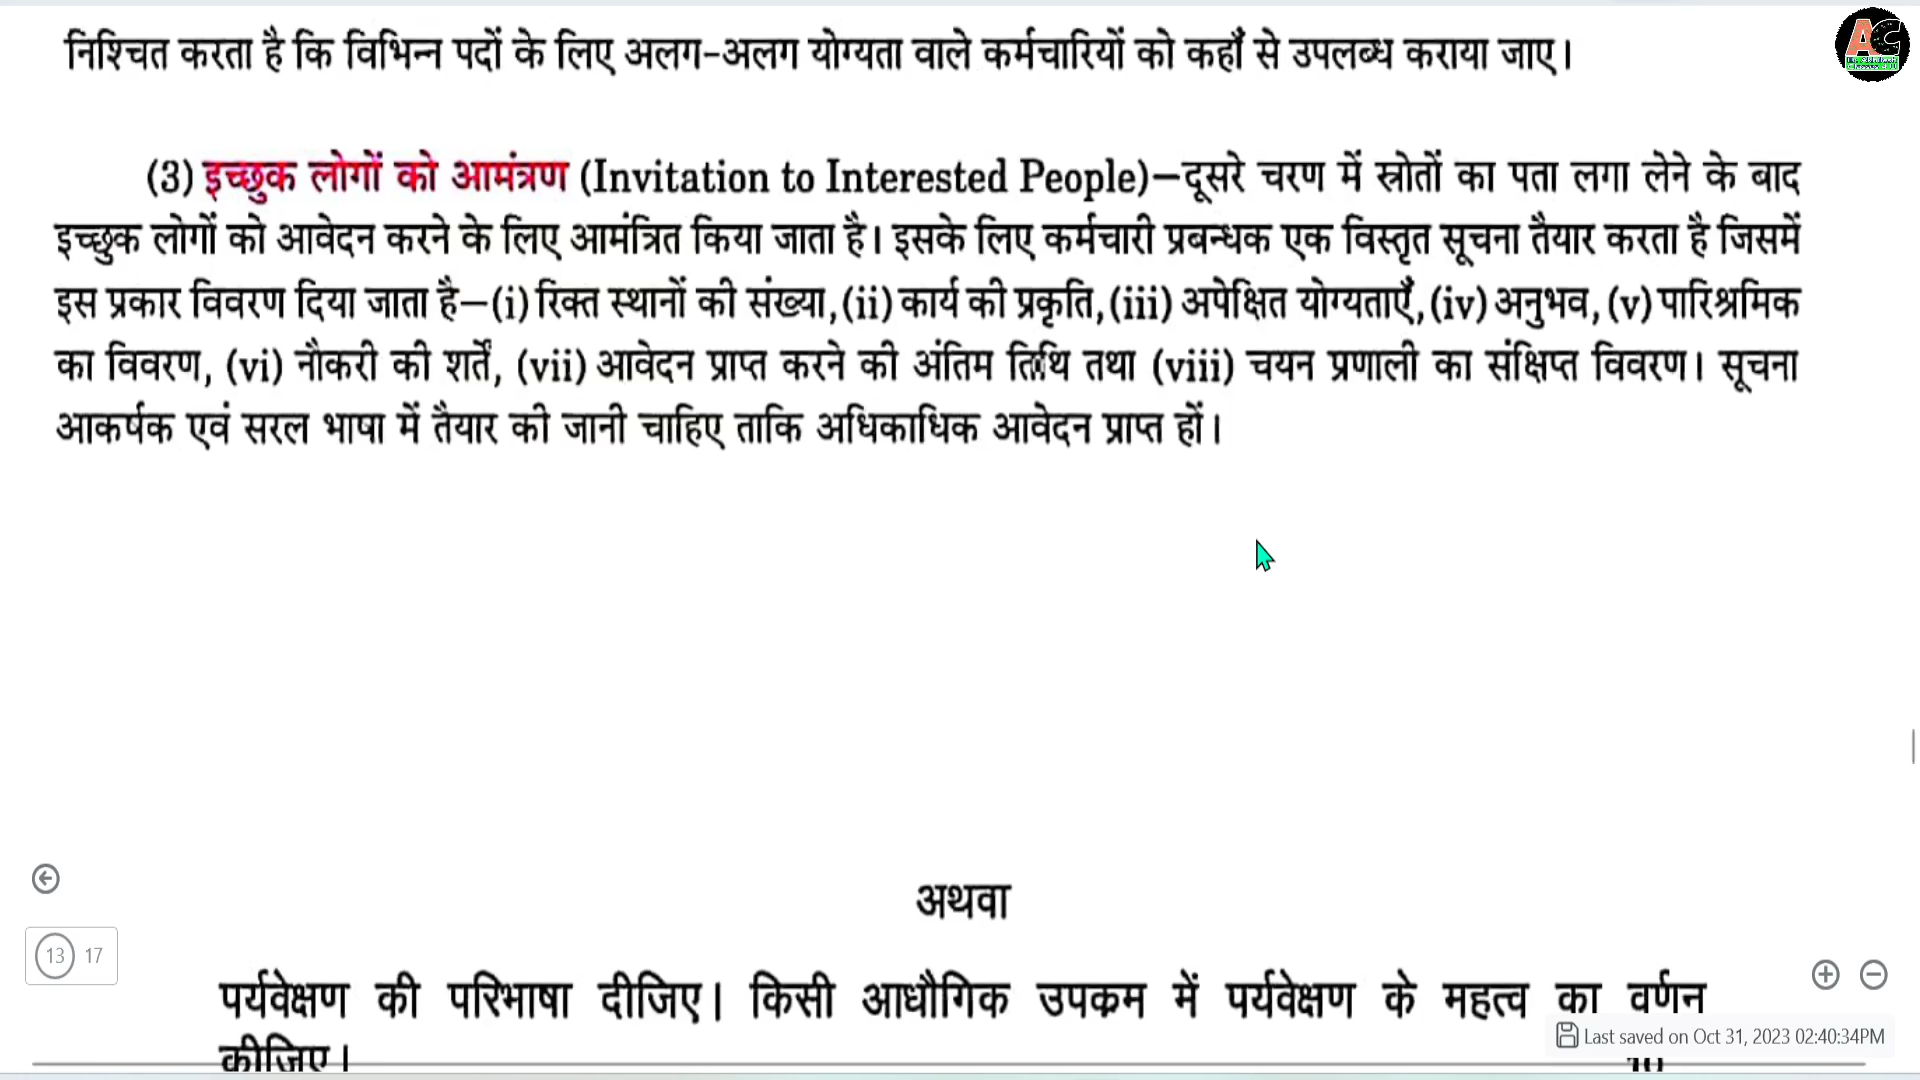 निश्चित करता है कि विभिन्न पदों के लिए अलग-अलग योग्यता वाले कर्मचारियों को कहाँ से उपलब्ध कराया जाए।
(3) इच्छुक लोगों को आमंत्रण (Invitation to Interested People)—दूसरे चरण में स्रोतों का पता लगा लेने के बाद
इच्छुक लोगों को आवेदन करने के लिए आमंत्रित किया जाता है। इसके लिए कर्मचारी प्रबन्धक एक विस्तृत सूचना तैयार करता है जिसमें
इस प्रकार विवरण दिया जाता है—(i) रिक्त स्थानों की संख्या, (ii) कार्य की प्रकृति, (iii) अपेक्षित योग्यताएँ, (iv) अनुभव, (v) पारिश्रमिक
का विवरण, (vi) नौकरी की शर्तें, (vii) आवेदन प्राप्त करने की अंतिम तिथि तथा (viii) चयन प्रणाली का संक्षिप्त विवरण। सूचना
आकर्षक एवं सरल भाषा में तैयार की जानी चाहिए ताकि अधिकाधिक आवेदन प्राप्त हों।
अथवा
13 17
पर्यवेक्षण की परिभाषा दीजिए। किसी आधौगिक उपक्रम में पर्यवेक्षण के महत्व का वर्णन
Last saved on Oct 31, 2023 02:40:34PM
कीजिए। 10
AC